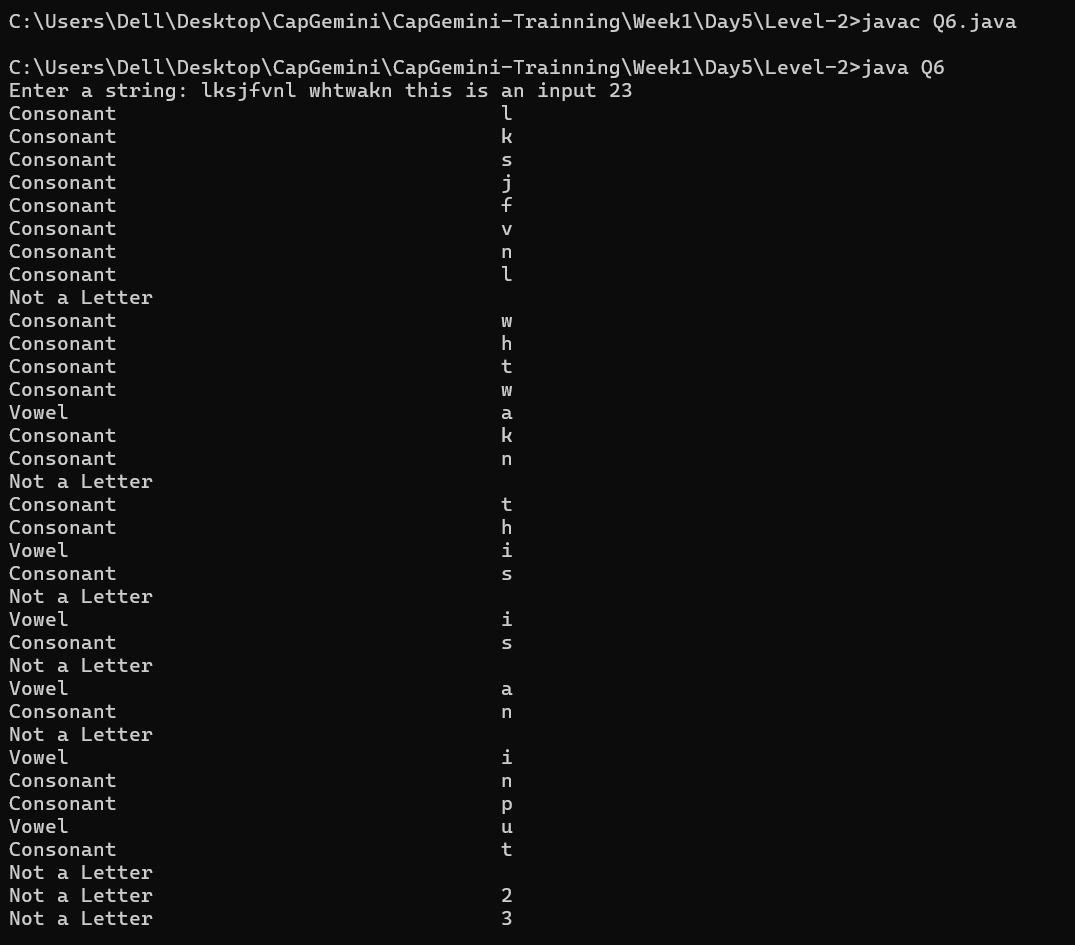 C:\Users\Dell\Desktop\CapGemini\CapGemini-Trainning\Week1\Day5\Level-2>javac Q6.java
C:\Users\Dell\Desktop\CapGemini\CapGemini-Trainning\Week1\Day5\Level-2>java Q6
Enter a string: lksjfvnl whtwakn this is an input 23
Consonant l
Consonant k
Consonant s
Consonant j
Consonant f
Consonant v
Consonant n
Consonant l
Not a Letter
Consonant w
Consonant h
Consonant t
Consonant w
Vowel a
Consonant k
Consonant n
Not a Letter
Consonant t
Consonant h
Vowel i
Consonant s
Not a Letter
Vowel i
Consonant s
Not a Letter
Vowel a
Consonant n
Not a Letter
Vowel i
Consonant n
Consonant p
Vowel u
Consonant t
Not a Letter
Not a Letter 2
Not a Letter 3